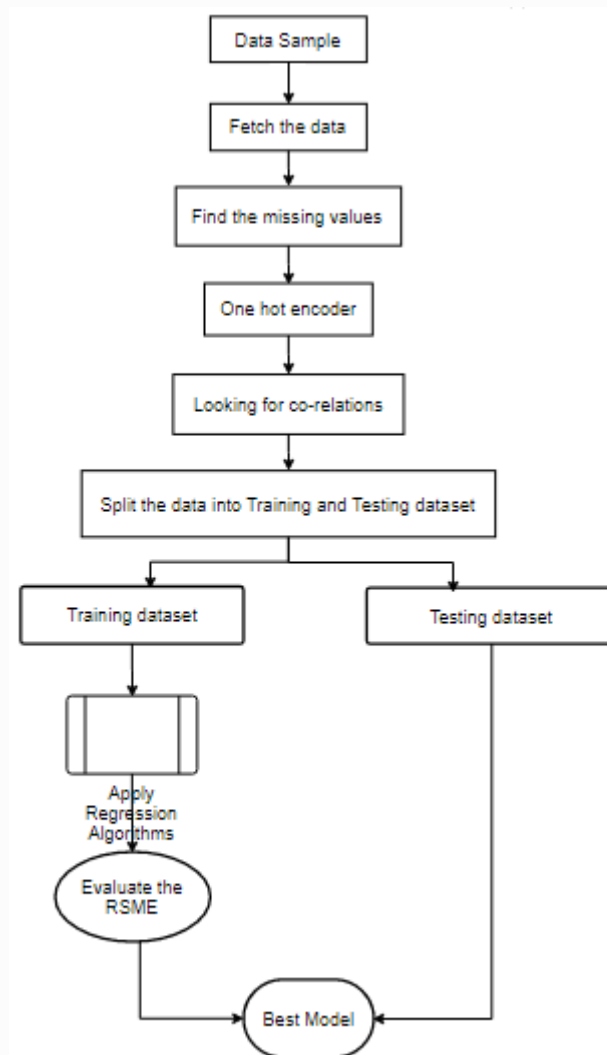 Data Sample
Fetch the data
Find the missing values
One hot encoder
Looking for co-relations
Split the data into Training and Testing dataset
Training dataset
Testing dataset
Apply
Regression
Algorithms
Evaluate the
RSME
Best Model